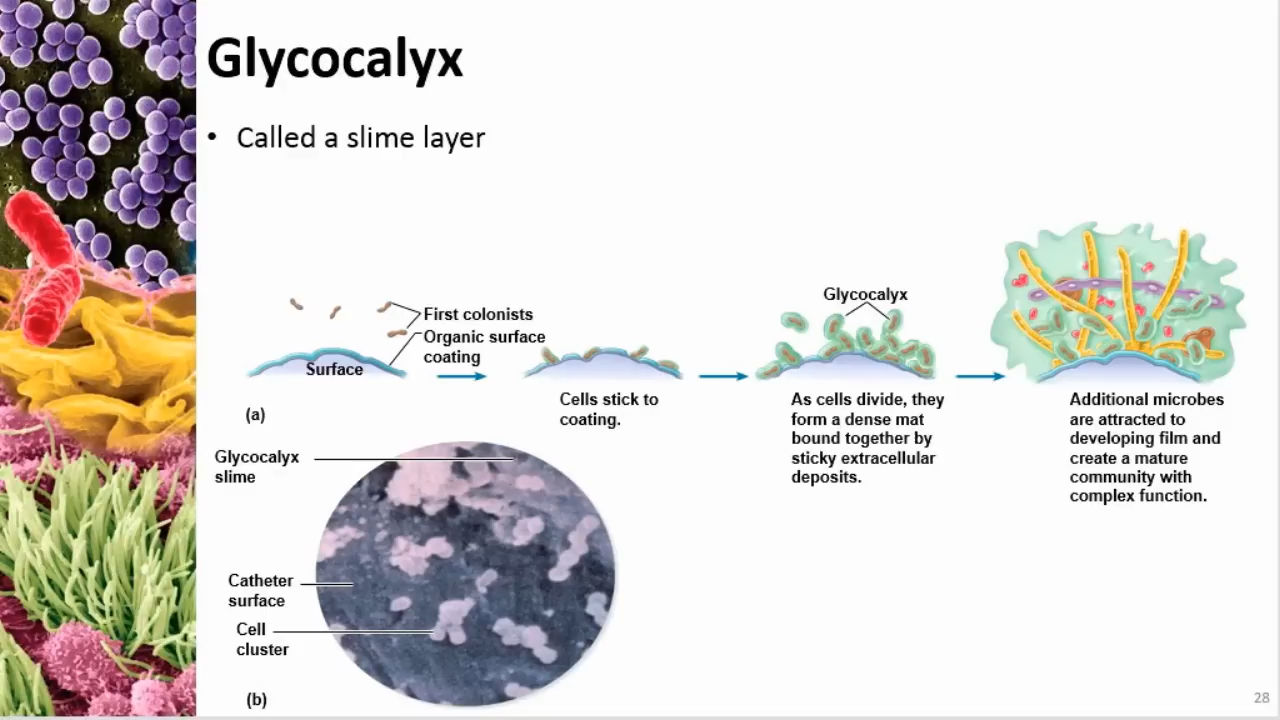 Glycocalyx
• Called a slime layer
First colonists
Organic surface
coating
Surface
Cells stick to
coating.
Glycocalyx
As cells divide, they
form a dense mat
bound together by
sticky extracellular
deposits.
Additional microbes
are attracted to
developing film and
create a mature
community with
complex function.
(a)
Glycocalyx
slime
Catheter
surface
Cell
cluster
(b)
28